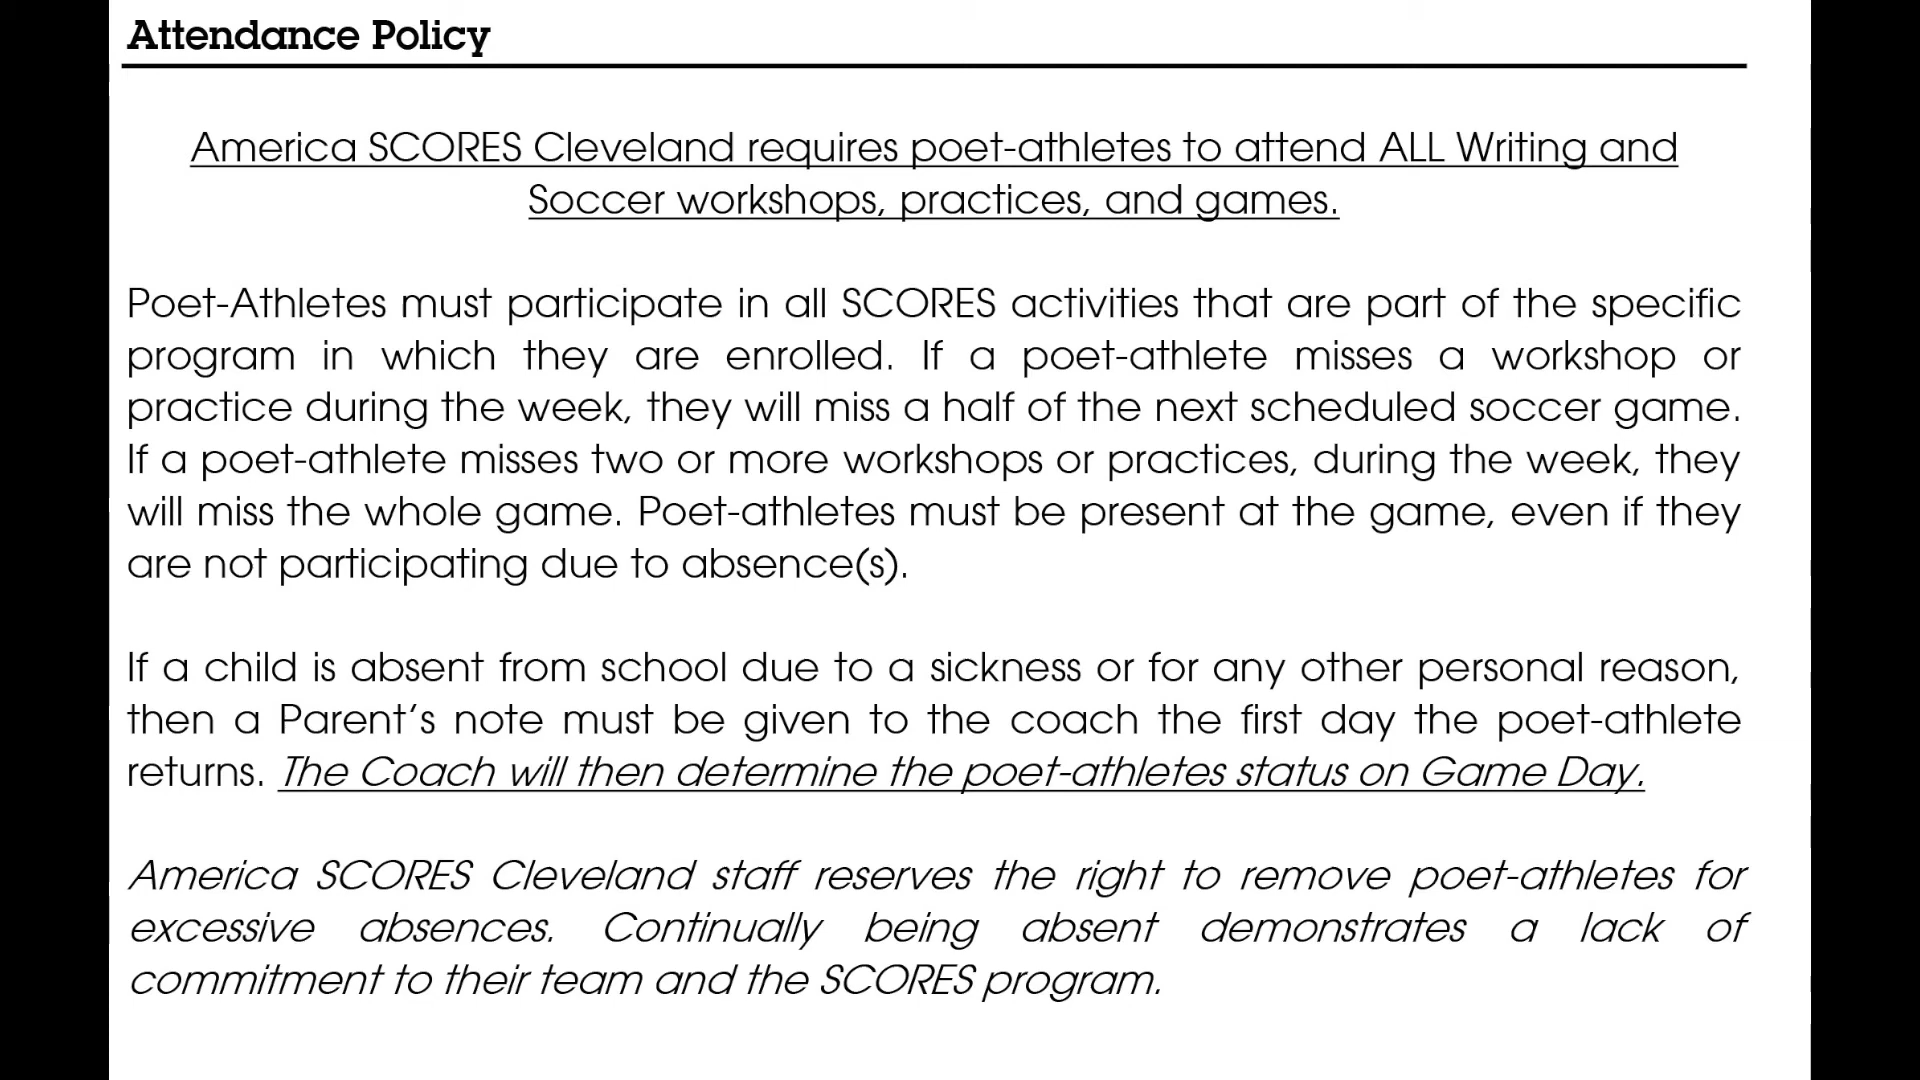 Attendance Policy
America SCORES Cleveland requires poet-athletes to attend ALL Writing and
Soccer workshops, practices, and games.
Poet-Athletes must participate in all SCORES activities that are part of the specific
program in which they are enrolled. If a poet-athlete misses a workshop or
practice during the week, they will miss a half of the next scheduled soccer game.
If a poet-athlete misses two or more workshops or practices, during the week, they
will miss the whole game. Poet-athletes must be present at the game, even if they
are not participating due to absence(s).
If a child is absent from school due to a sickness or for any other personal reason,
then a Parent’s note must be given to the coach the first day the poet-athlete
returns. The Coach will then determine the poet-athletes status on Game Day.
America SCORES Cleveland staff reserves the right to remove poet-athletes for
excessive absences. Continually being absent demonstrates a lack of
commitment to their team and the SCORES program.